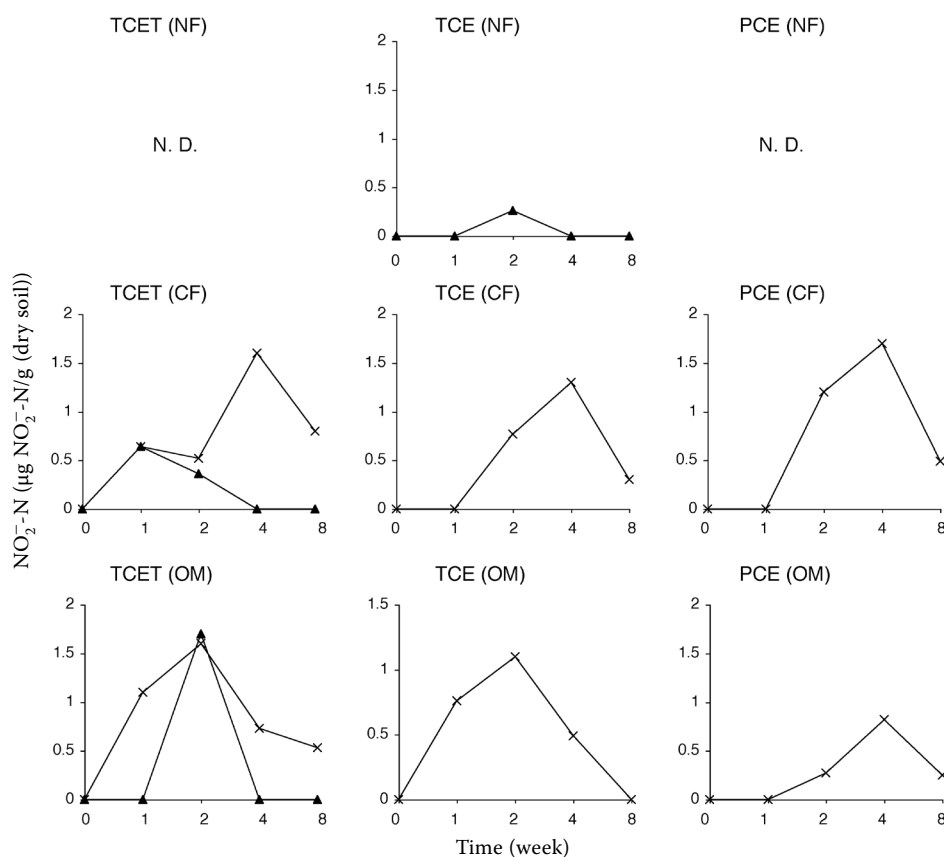 TCET (NF)
N. D.
TCE (NF)
2
1.5
1
0.5
0
0 1 2 4 8
PCE (NF)
N. D.
NO₂⁻-N (µg NO₂⁻-N/g (dry soil))
TCET (CF)
2
1.5
1
0.5
0
0 1 2 4 8
TCE (CF)
2
1.5
1
0.5
0
0 1 2 4 8
PCE (CF)
2
1.5
1
0.5
0
0 1 2 4 8
TCET (OM)
2
1.5
1
0.5
0
0 1 2 4 8
TCE (OM)
1.5
1
0.5
0
0 1 2 4 8
PCE (OM)
2
1.5
1
0.5
0
0 1 2 4 8
Time (week)